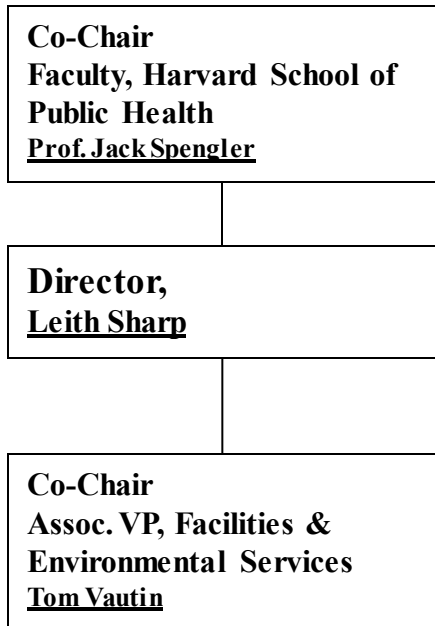 Co-Chair
Faculty, Harvard School of
Public Health
Prof. Jack Spengler
Director,
Leith Sharp
Co-Chair
Assoc. VP, Facilities &
Environmental Services
Tom Vautin